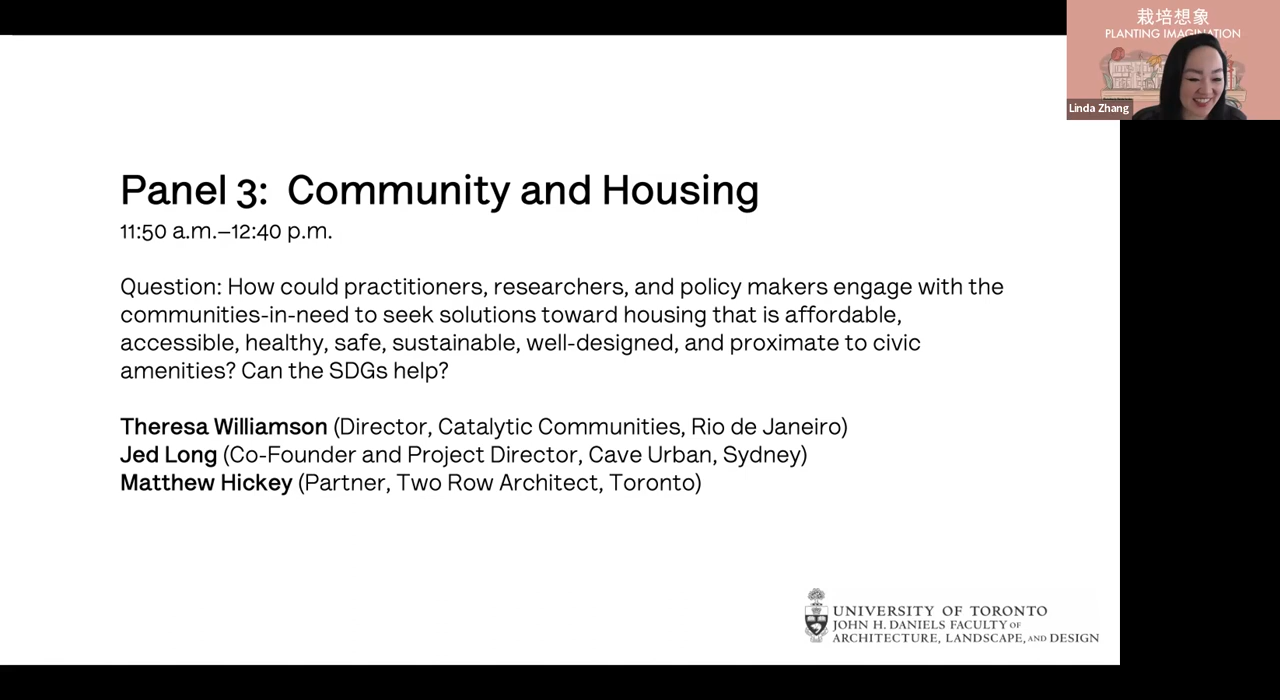 栽培想象
PLANTING IMAGINATION
Linda Zhang
Panel 3: Community and Housing
11:50 a.m.–12:40 p.m.
Question: How could practitioners, researchers, and policy makers engage with the
communities-in-need to seek solutions toward housing that is affordable,
accessible, healthy, safe, sustainable, well-designed, and proximate to civic
amenities? Can the SDGs help?
Theresa Williamson (Director, Catalytic Communities, Rio de Janeiro)
Jed Long (Co-Founder and Project Director, Cave Urban, Sydney)
Matthew Hickey (Partner, Two Row Architect, Toronto)
UNIVERSITY OF TORONTO
JOHN H. DANIELS FACULTY OF
ARCHITECTURE, LANDSCAPE, AND DESIGN